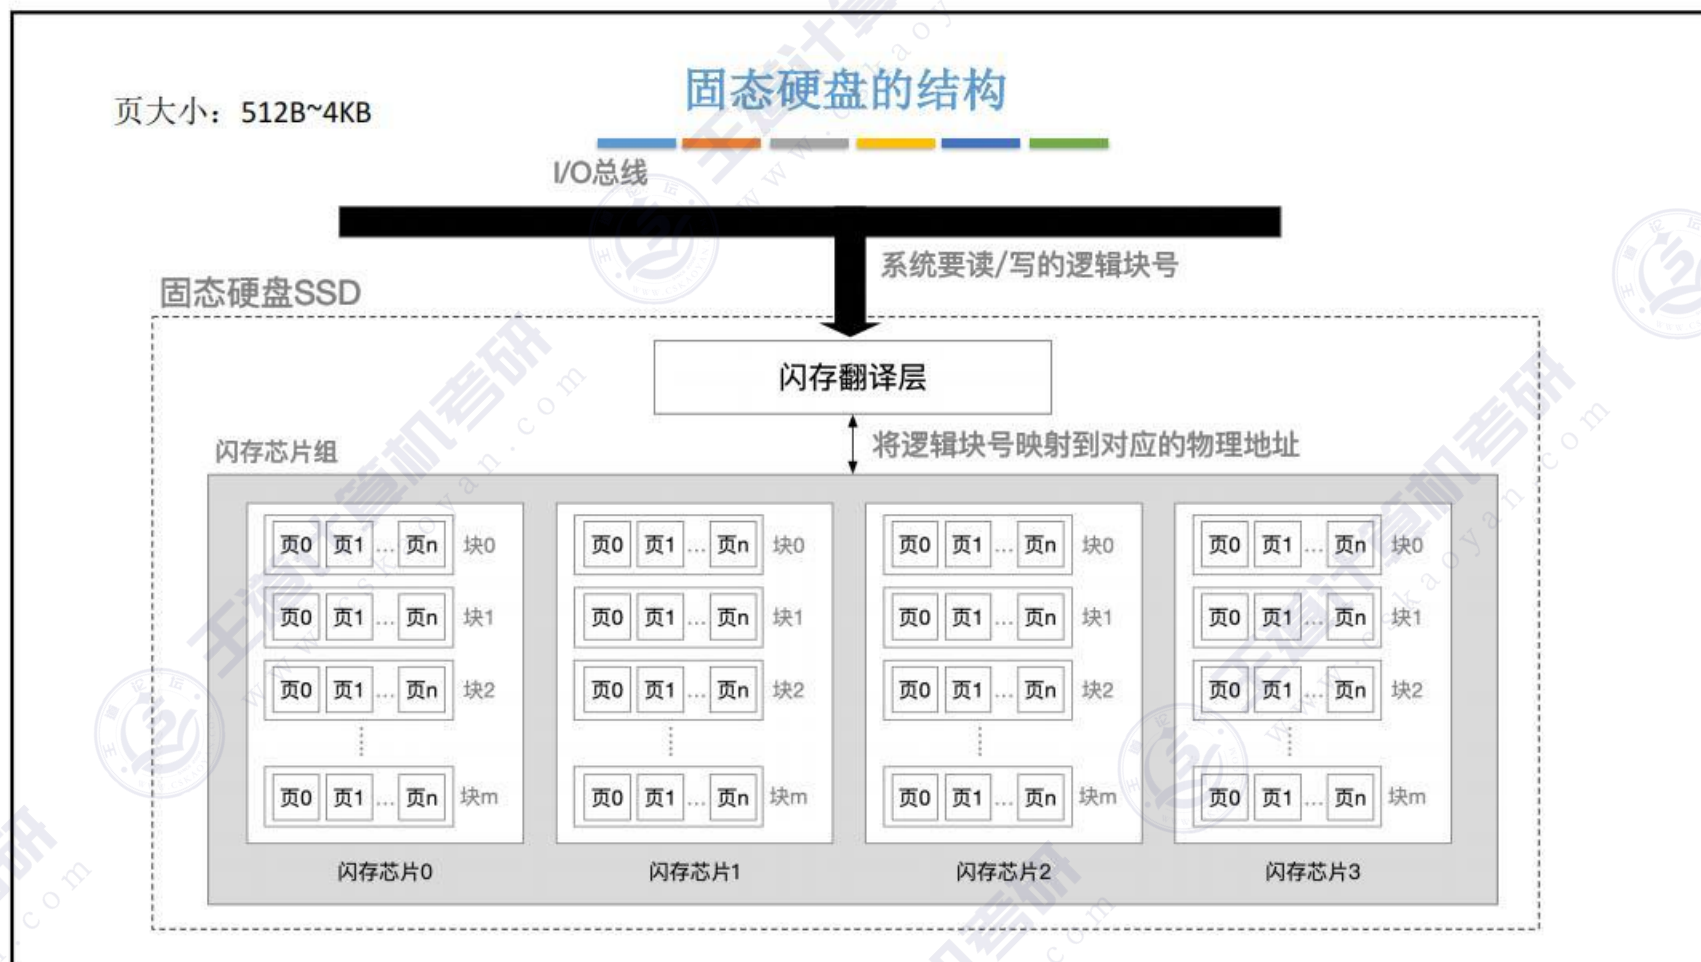 固态硬盘的结构
页大小：512B~4KB
I/O总线
系统要读/写的逻辑块号
固态硬盘SSD
闪存翻译层
将逻辑块号映射到对应的物理地址
闪存芯片组
页0 页1 ... 页n 块0 页0 页1 ... 页n 块0 页0 页1 ... 页n 块0 页0 页1 ... 页n 块0
页0 页1 ... 页n 块1 页0 页1 ... 页n 块1 页0 页1 ... 页n 块1 页0 页1 ... 页n 块1
页0 页1 ... 页n 块2 页0 页1 ... 页n 块2 页0 页1 ... 页n 块2 页0 页1 ... 页n 块2
页0 页1 ... 页n 块m 页0 页1 ... 页n 块m 页0 页1 ... 页n 块m 页0 页1 ... 页n 块m
闪存芯片0 闪存芯片1 闪存芯片2 闪存芯片3
王道计算机考研
www.cskaoyan.com